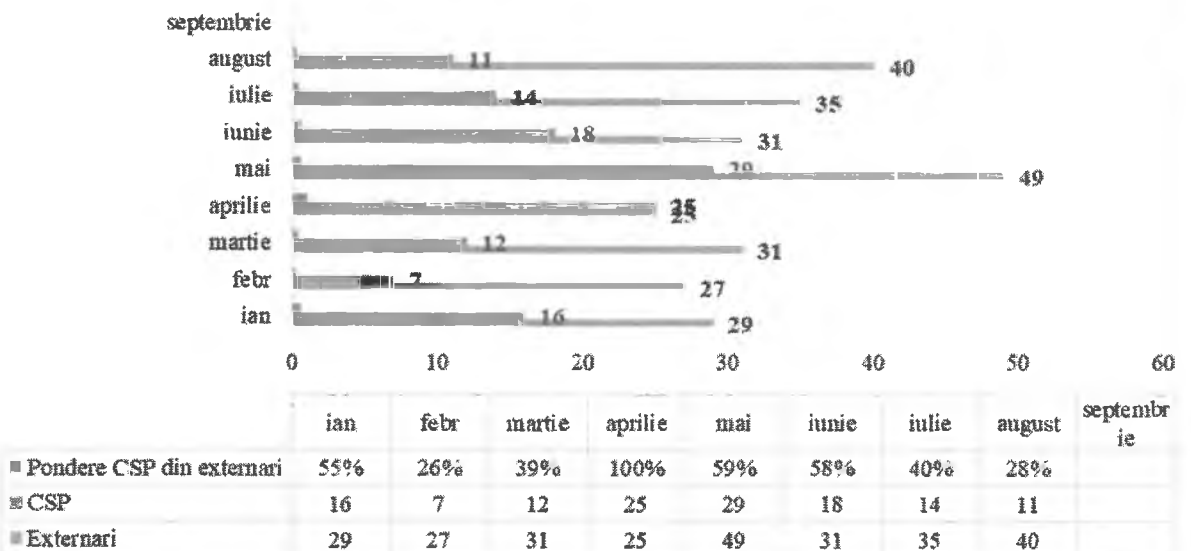 septembrie
august 11 40
iulie 14 35
iunie 18 31
mai 29 49
aprilie 25 25
martie 12 31
febr 7 27
ian 16 29
0 10 20 30 40 50 60
ian febr martie aprilie mai iunie iulie august septembrie
Pondere CSP din externari 55% 26% 39% 100% 59% 58% 40% 28%
CSP 16 7 12 25 29 18 14 11
Externari 29 27 31 25 49 31 35 40